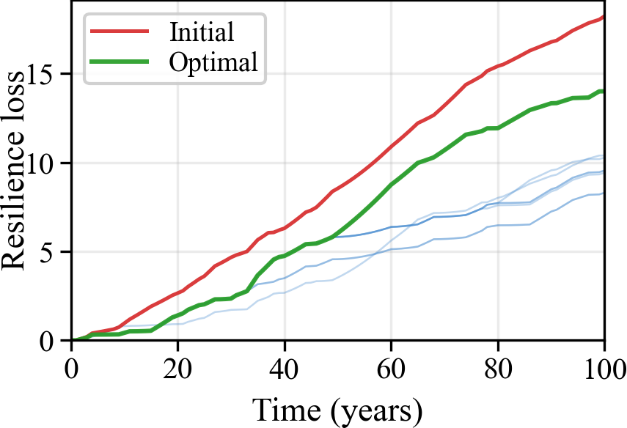 Initial
Optimal
Resilience loss
15
10
5
0
0 20 40 60 80 100
Time (years)